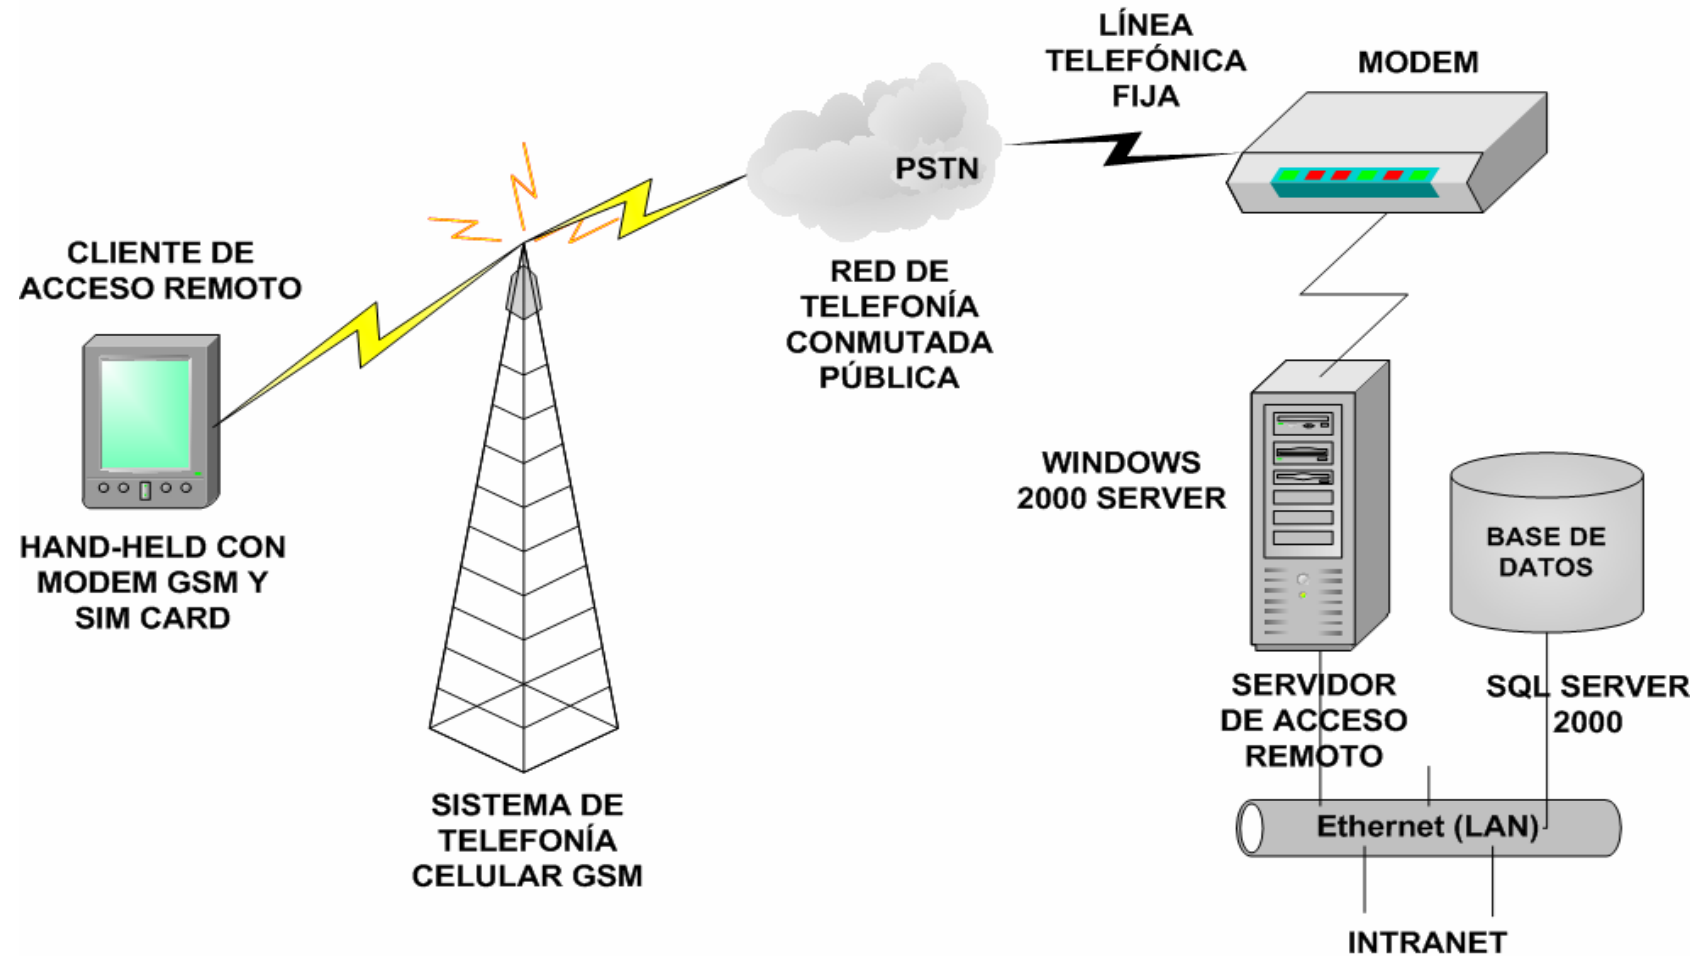 LÍNEA
TELEFÓNICA
FIJA
MODEM
PSTN
CLIENTE DE
ACCESO REMOTO
RED DE
TELEFONÍA
CONMUTADA
PÚBLICA
HAND-HELD CON
MODEM GSM Y
SIM CARD
WINDOWS
2000 SERVER
BASE DE
DATOS
SERVIDOR
DE ACCESO
REMOTO
SQL SERVER
2000
SISTEMA DE
TELEFONÍA
CELULAR GSM
Ethernet (LAN)
INTRANET